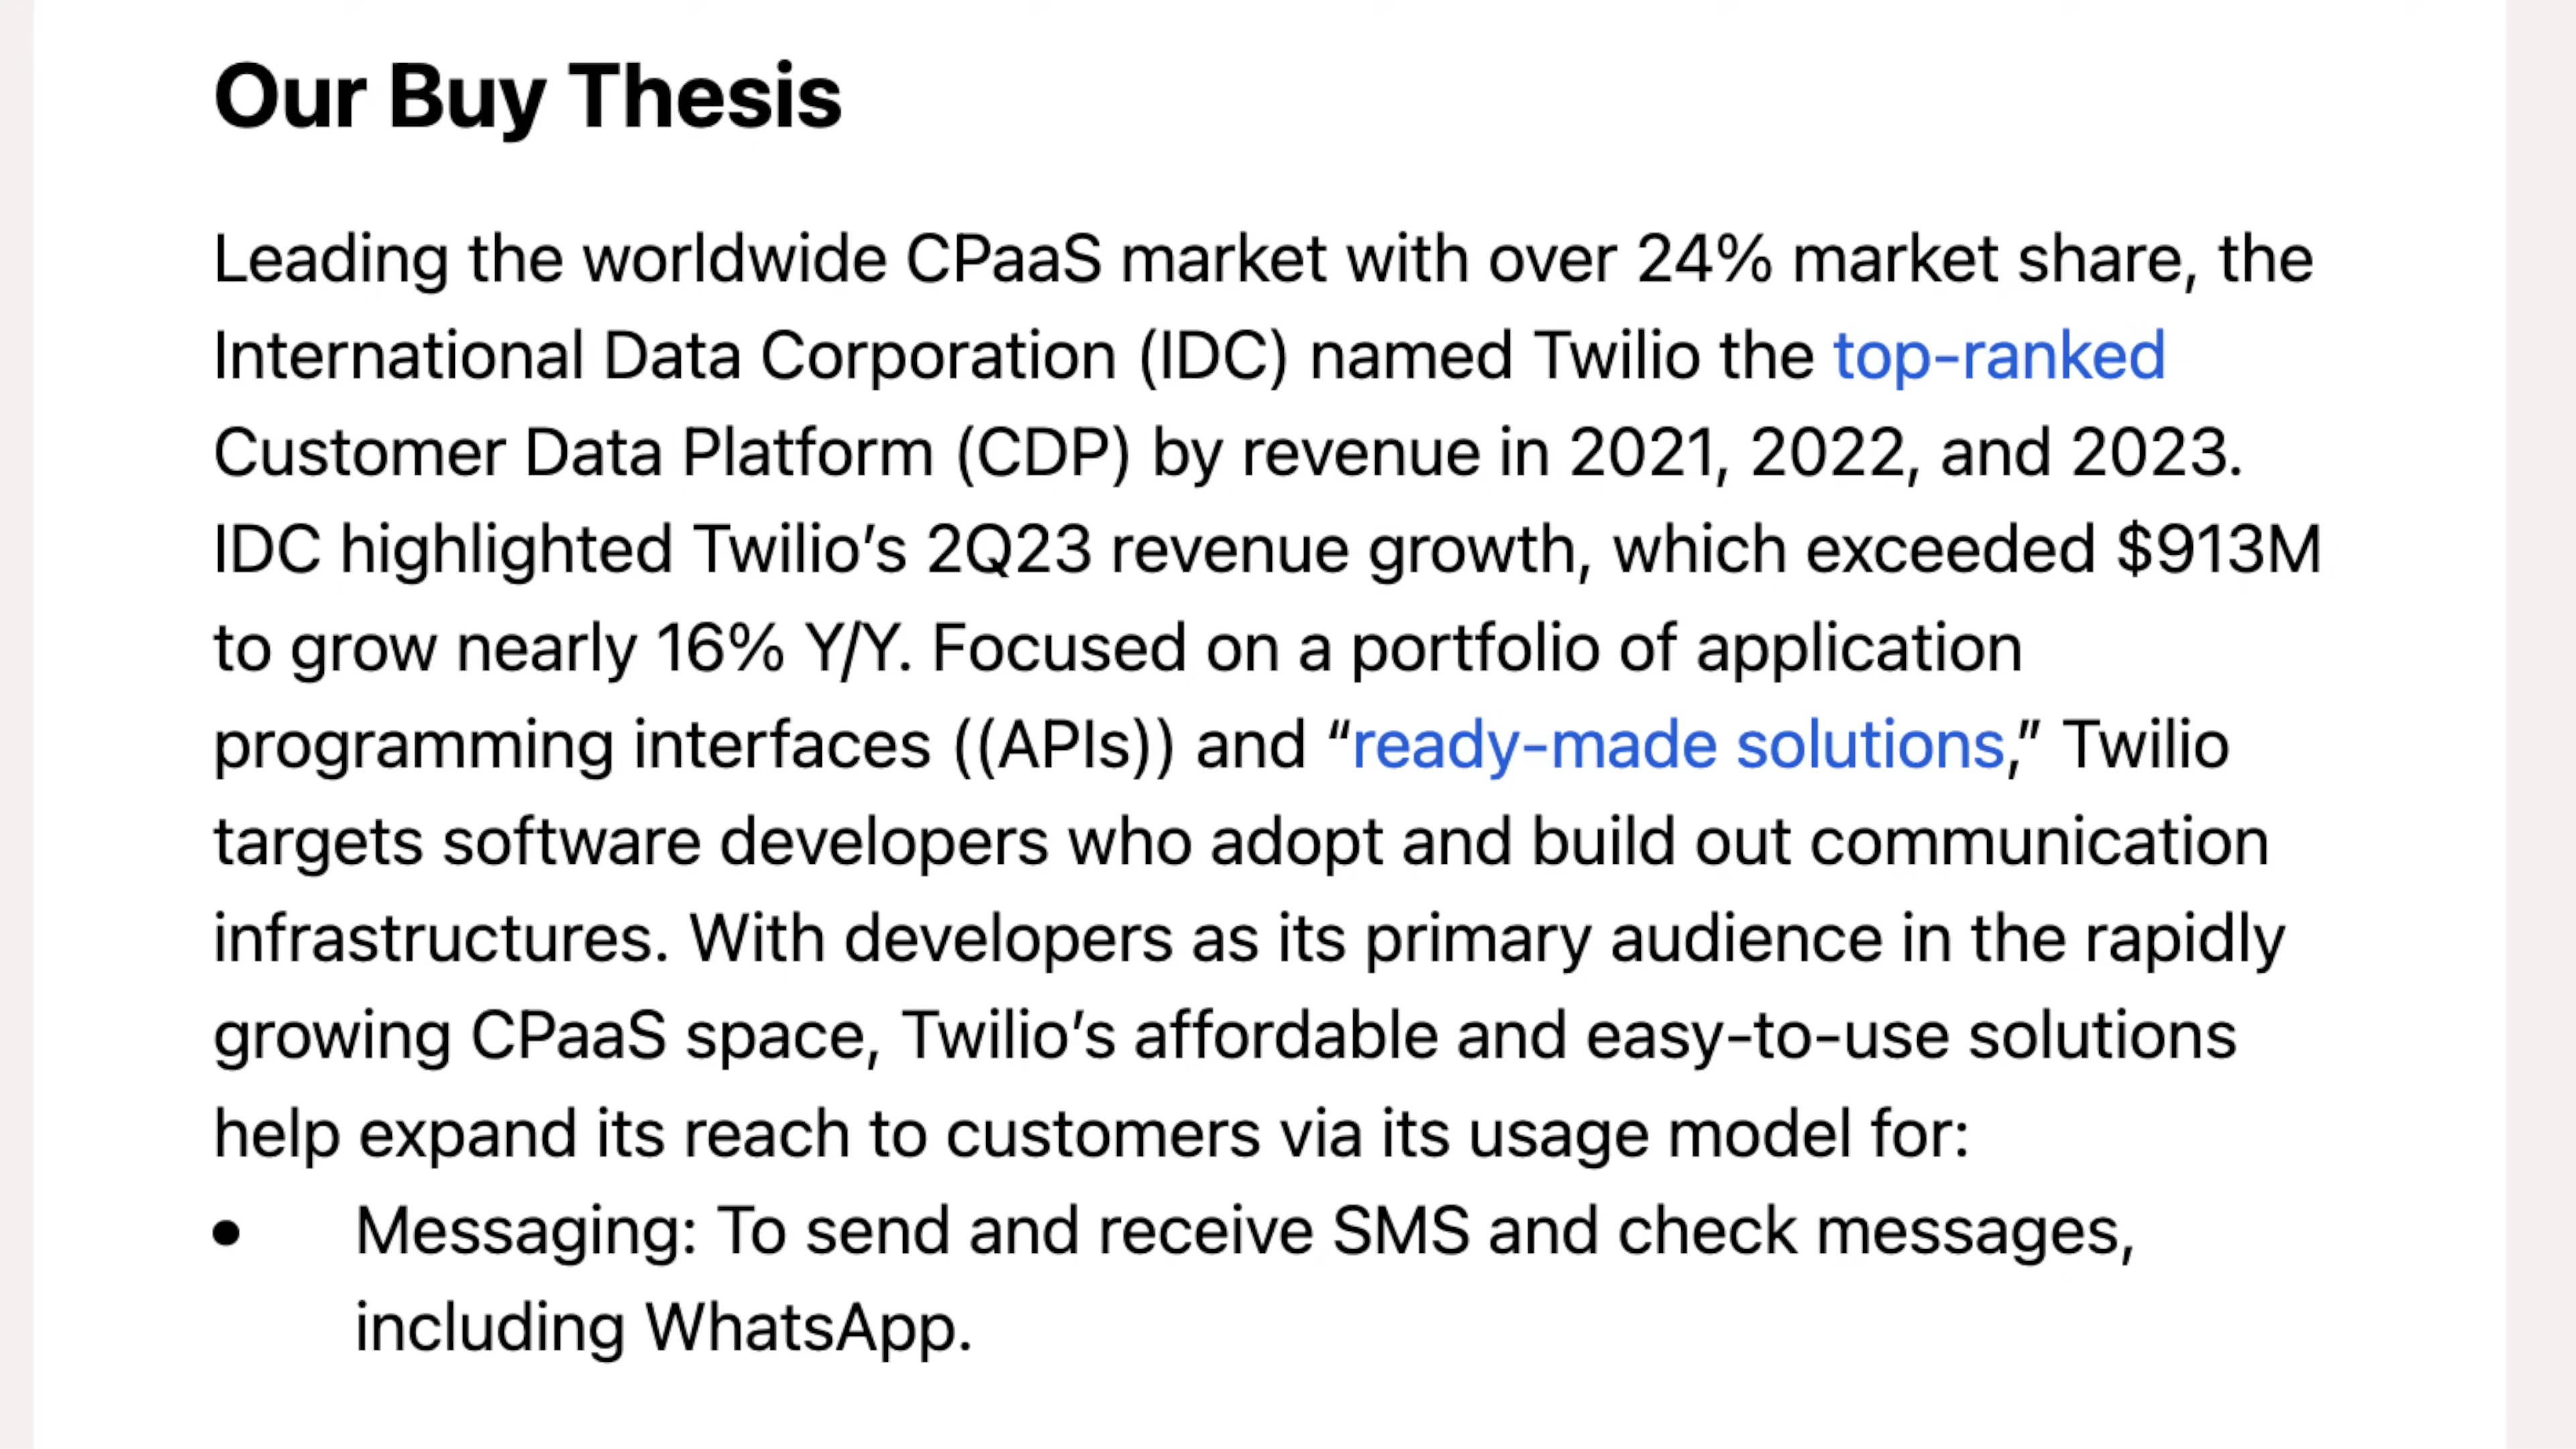 Our Buy Thesis
Leading the worldwide CPaaS market with over 24% market share, the
International Data Corporation (IDC) named Twilio the top-ranked
Customer Data Platform (CDP) by revenue in 2021, 2022, and 2023.
IDC highlighted Twilio’s 2Q23 revenue growth, which exceeded $913M
to grow nearly 16% Y/Y. Focused on a portfolio of application
programming interfaces ((APIs)) and “ready-made solutions,” Twilio
targets software developers who adopt and build out communication
infrastructures. With developers as its primary audience in the rapidly
growing CPaaS space, Twilio’s affordable and easy-to-use solutions
help expand its reach to customers via its usage model for:
● Messaging: To send and receive SMS and check messages,
including WhatsApp.